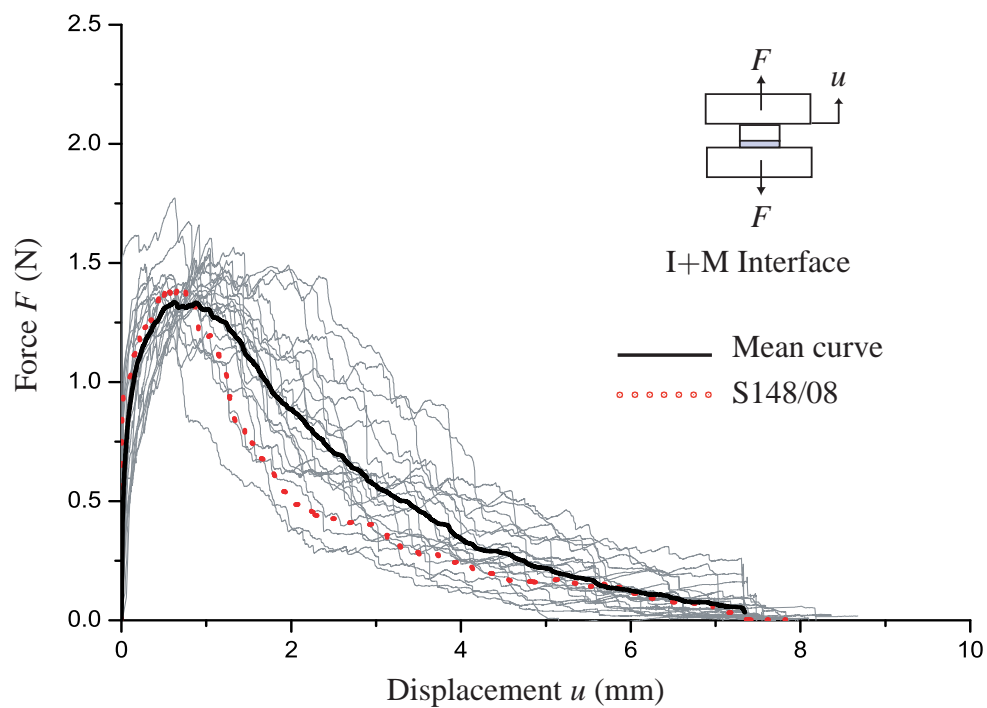 2.5
2.0
1.5
1.0
0.5
0.0
0
2
4
6
8
10
Force F (N)
Displacement u (mm)
F
u
F
I+M Interface
Mean curve
S148/08